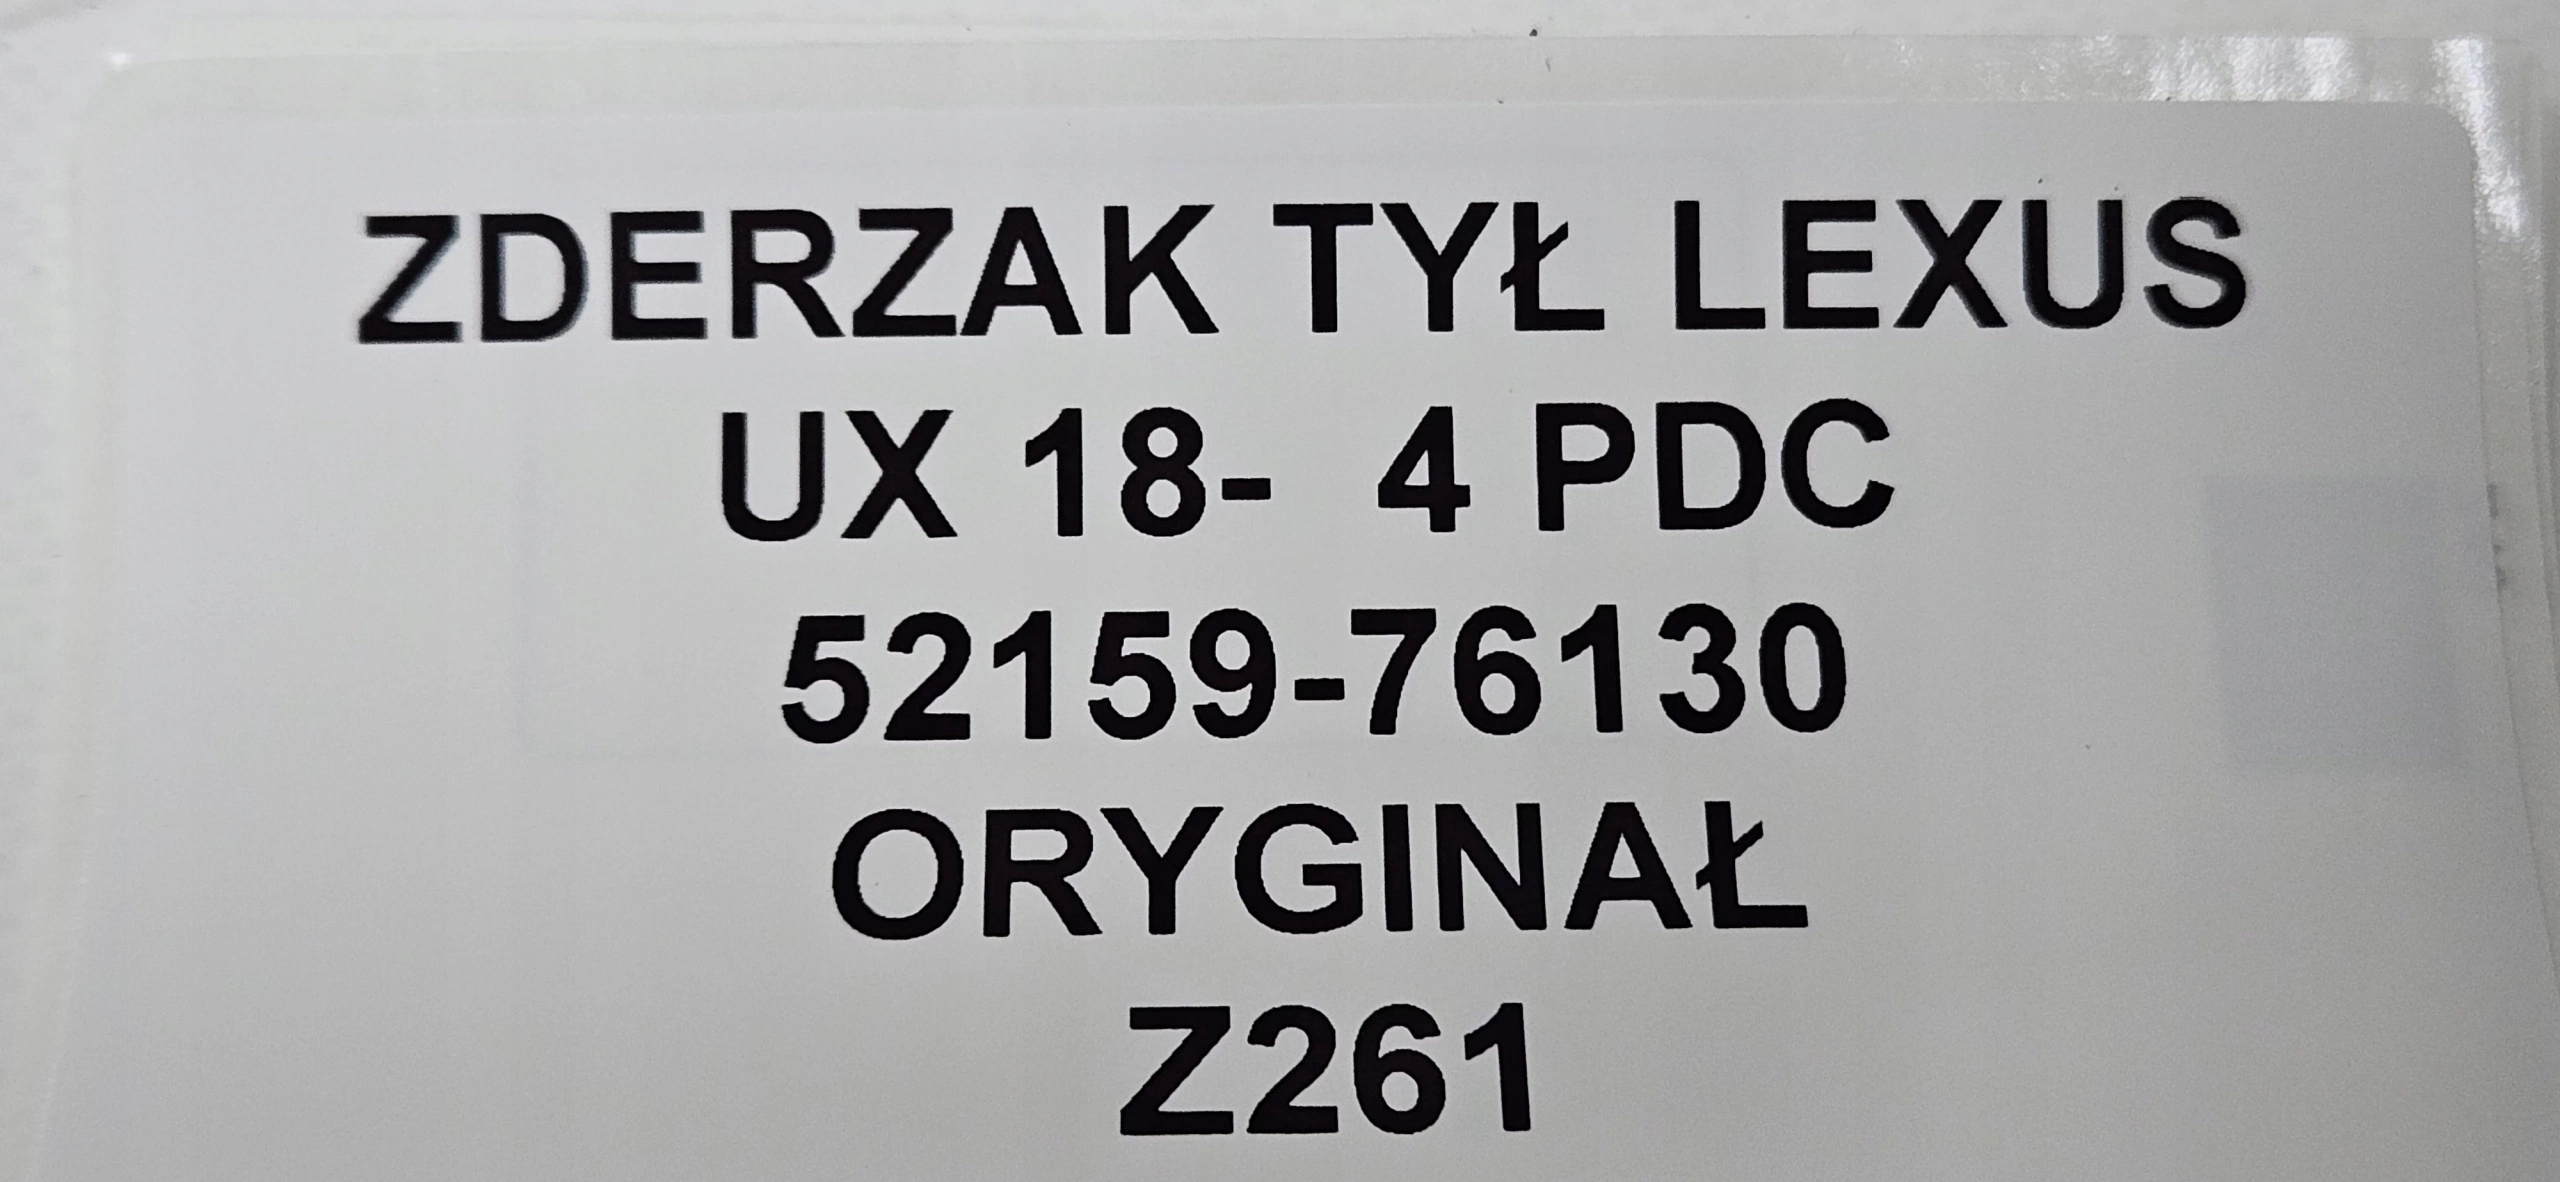 ZDERZAK TYŁ LEXUS
UX 18-  4 PDC
52159-76130
ORYGINAŁ
Z261